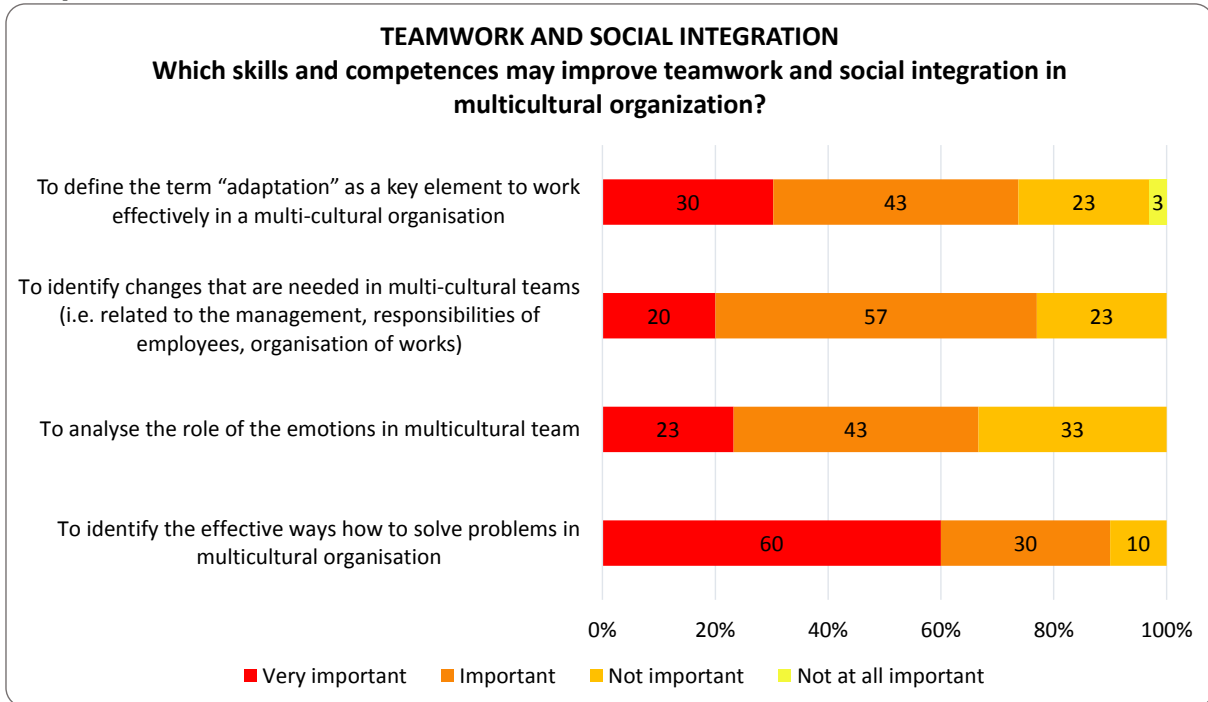 TEAMWORK AND SOCIAL INTEGRATION
Which skills and competences may improve teamwork and social integration in
multicultural organization?
To define the term “adaptation” as a key element to work
effectively in a multi-cultural organisation
30 43 23 3
To identify changes that are needed in multi-cultural teams
(i.e. related to the management, responsibilities of
employees, organisation of works)
20 57 23
To analyse the role of the emotions in multicultural team
23 43 33
To identify the effective ways how to solve problems in
multicultural organisation
60 30 10
0% 20% 40% 60% 80% 100%
Very important Important Not important Not at all important